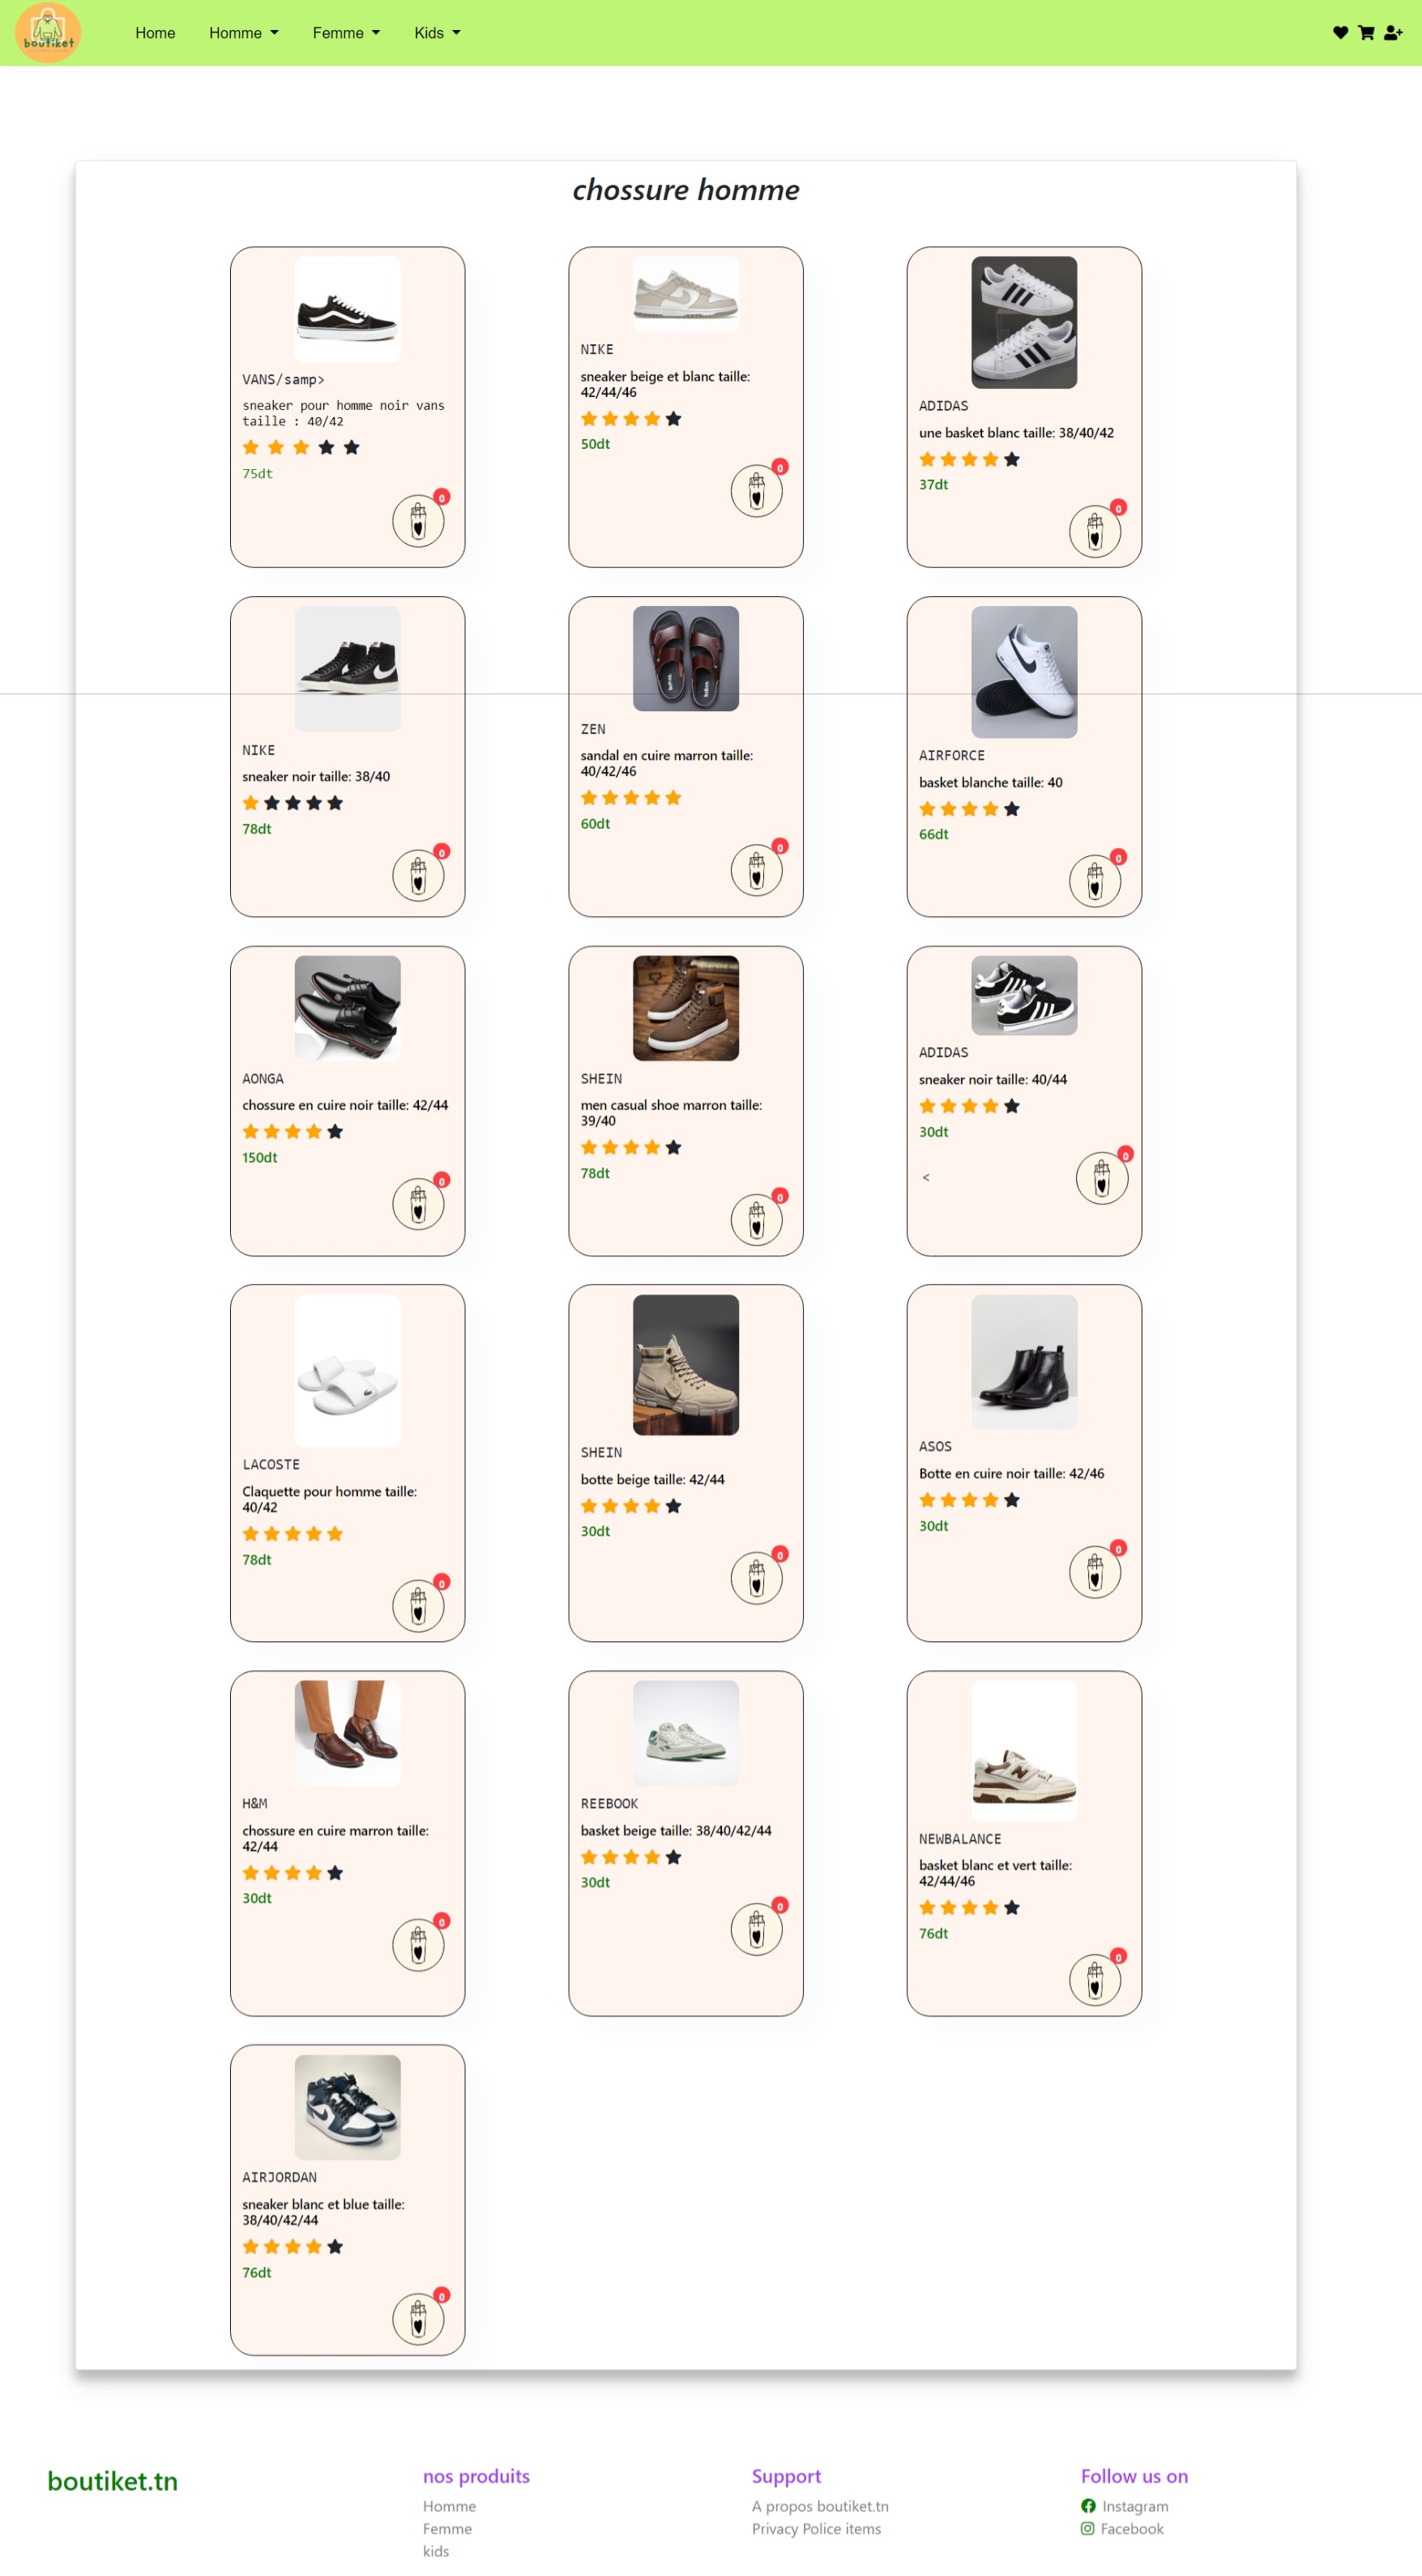 boutiket
Home
Homme
Femme
Kids
chossure homme
VANS/samp>
sneaker pour homme noir vans
taille : 40/42
75dt
0
NIKE
sneaker beige et blanc taille:
42/44/46
50dt
0
ADIDAS
une basket blanc taille: 38/40/42
37dt
0
NIKE
sneaker noir taille: 38/40
78dt
0
ZEN
sandal en cuire marron taille:
40/42/46
60dt
0
AIRFORCE
basket blanche taille: 40
66dt
0
AONGA
chossure en cuire noir taille: 42/44
150dt
0
SHEIN
men casual shoe marron taille:
39/40
78dt
0
ADIDAS
sneaker noir taille: 40/44
30dt
<
0
LACOSTE
Claquette pour homme taille:
40/42
78dt
0
SHEIN
botte beige taille: 42/44
30dt
0
ASOS
Botte en cuire noir taille: 42/46
30dt
0
H&M
chossure en cuire marron taille:
42/44
30dt
0
REEBOOK
basket beige taille: 38/40/42/44
30dt
0
NEWBALANCE
basket blanc et vert taille:
42/44/46
76dt
0
AIRJORDAN
sneaker blanc et blue taille:
38/40/42/44
76dt
0
boutiket.tn
nos produits
Homme
Femme
kids
Support
A propos boutiket.tn
Privacy Police items
Follow us on
Instagram
Facebook